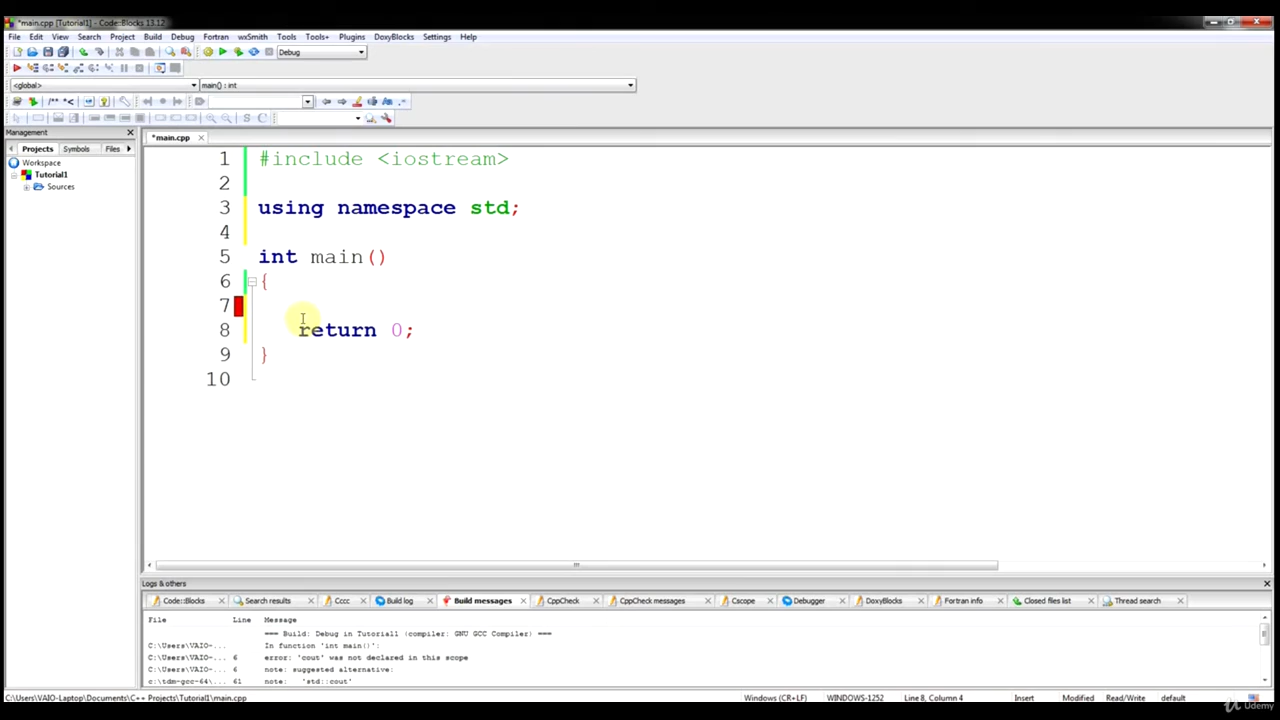 *main.cpp [Tutorial1] - Code::Blocks 13.12
File Edit View Search Project Build Debug Fortran wxSmith Tools Tools+ Plugins DoxyBlocks Settings Help
Debug
<global> main() : int
Management
*main.cpp
Projects Symbols Files
Workspace
Tutorial1
Sources
1 #include <iostream>
2
3 using namespace std;
4
5 int main()
6 {
7
8 return 0;
9 }
10
Logs & others
Code::Blocks Search results Cccc Build log Build messages CppCheck CppCheck messages Cscope Debugger DoxyBlocks Fortran info Closed files list Thread search
File Line Message
=== Build: Debug in Tutorial1 (compiler: GNU GCC Compiler) ===
C:\Users\VAIO-... In function 'int main()':
C:\Users\VAIO-... 6 error: 'cout' was not declared in this scope
C:\Users\VAIO-... 6 note: suggested alternative:
c:\tdm-gcc-64\... 61 note: 'std::cout'
C:\Users\VAIO-Laptop\Documents\C++ Projects\Tutorial1\main.cpp Windows (CR+LF) WINDOWS-1252 Line 8, Column 4 Insert Modified Read/Write default
Udemy